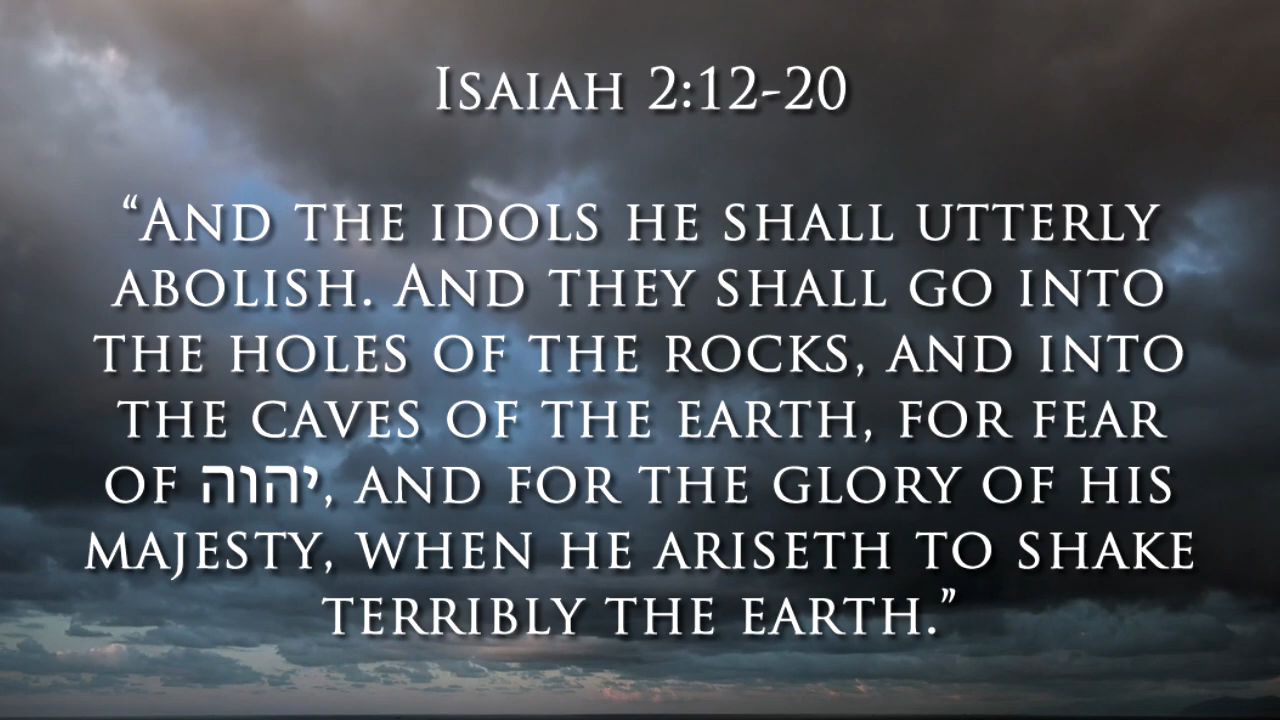 Isaiah 2:12-20
“And the idols he shall utterly
abolish. And they shall go into
the holes of the rocks, and into
the caves of the earth, for fear
of יהוה, and for the glory of his
majesty, when he ariseth to shake
terribly the earth.”